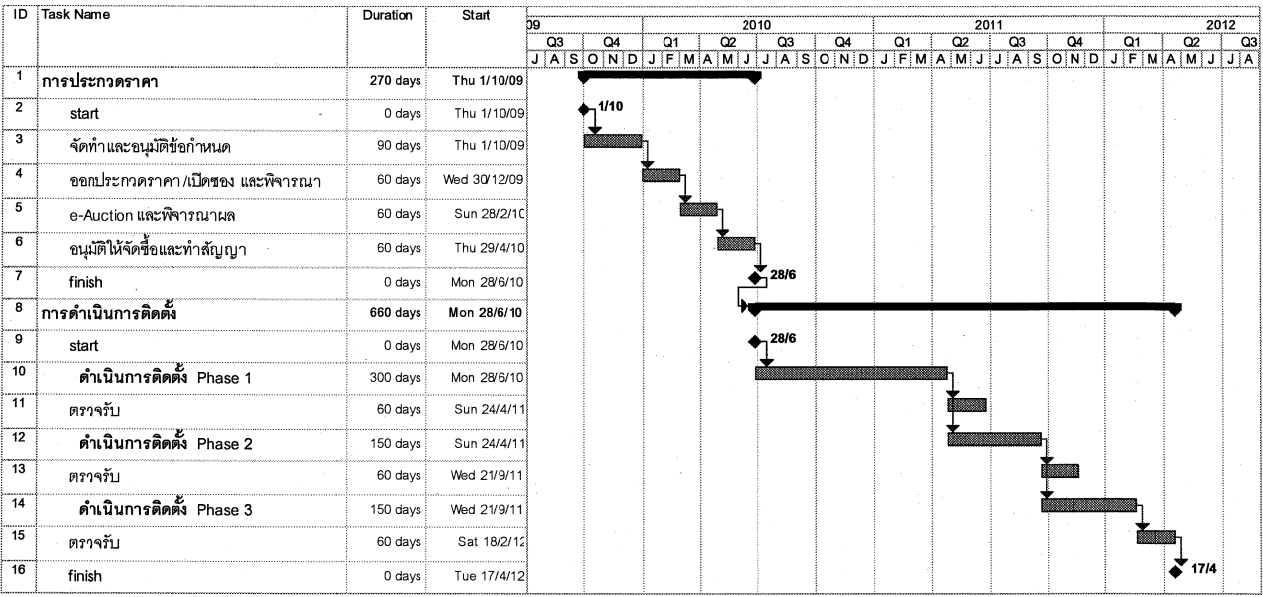 ID Task Name Duration Start
09 2010 2011 2012
Q3 Q4 Q1 Q2 Q3 Q4 Q1 Q2 Q3 Q4 Q1 Q2 Q3
J A S O N D J F M A M J J A S O N D J F M A M J J A S O N D J F M A M J J A
1 การประกวดราคา 270 days Thu 1/10/09
2 start 0 days Thu 1/10/09 1/10
3 จัดทำและอนุมัติข้อกำหนด 90 days Thu 1/10/09
4 ออกประกวดราคา/เปิดซอง และพิจารณา 60 days Wed 30/12/09
5 e-Auction และพิจารณาผล 60 days Sun 28/2/10
6 อนุมัติให้จัดซื้อและทำสัญญา 60 days Thu 29/4/10
7 finish 0 days Mon 28/6/10 28/6
8 การดำเนินการติดตั้ง 660 days Mon 28/6/10
9 start 0 days Mon 28/6/10 28/6
10 ดำเนินการติดตั้ง Phase 1 300 days Mon 28/6/10
11 ตรวจรับ 60 days Sun 24/4/11
12 ดำเนินการติดตั้ง Phase 2 150 days Sun 24/4/11
13 ตรวจรับ 60 days Wed 21/9/11
14 ดำเนินการติดตั้ง Phase 3 150 days Wed 21/9/11
15 ตรวจรับ 60 days Sat 18/2/12
16 finish 0 days Tue 17/4/12 17/4